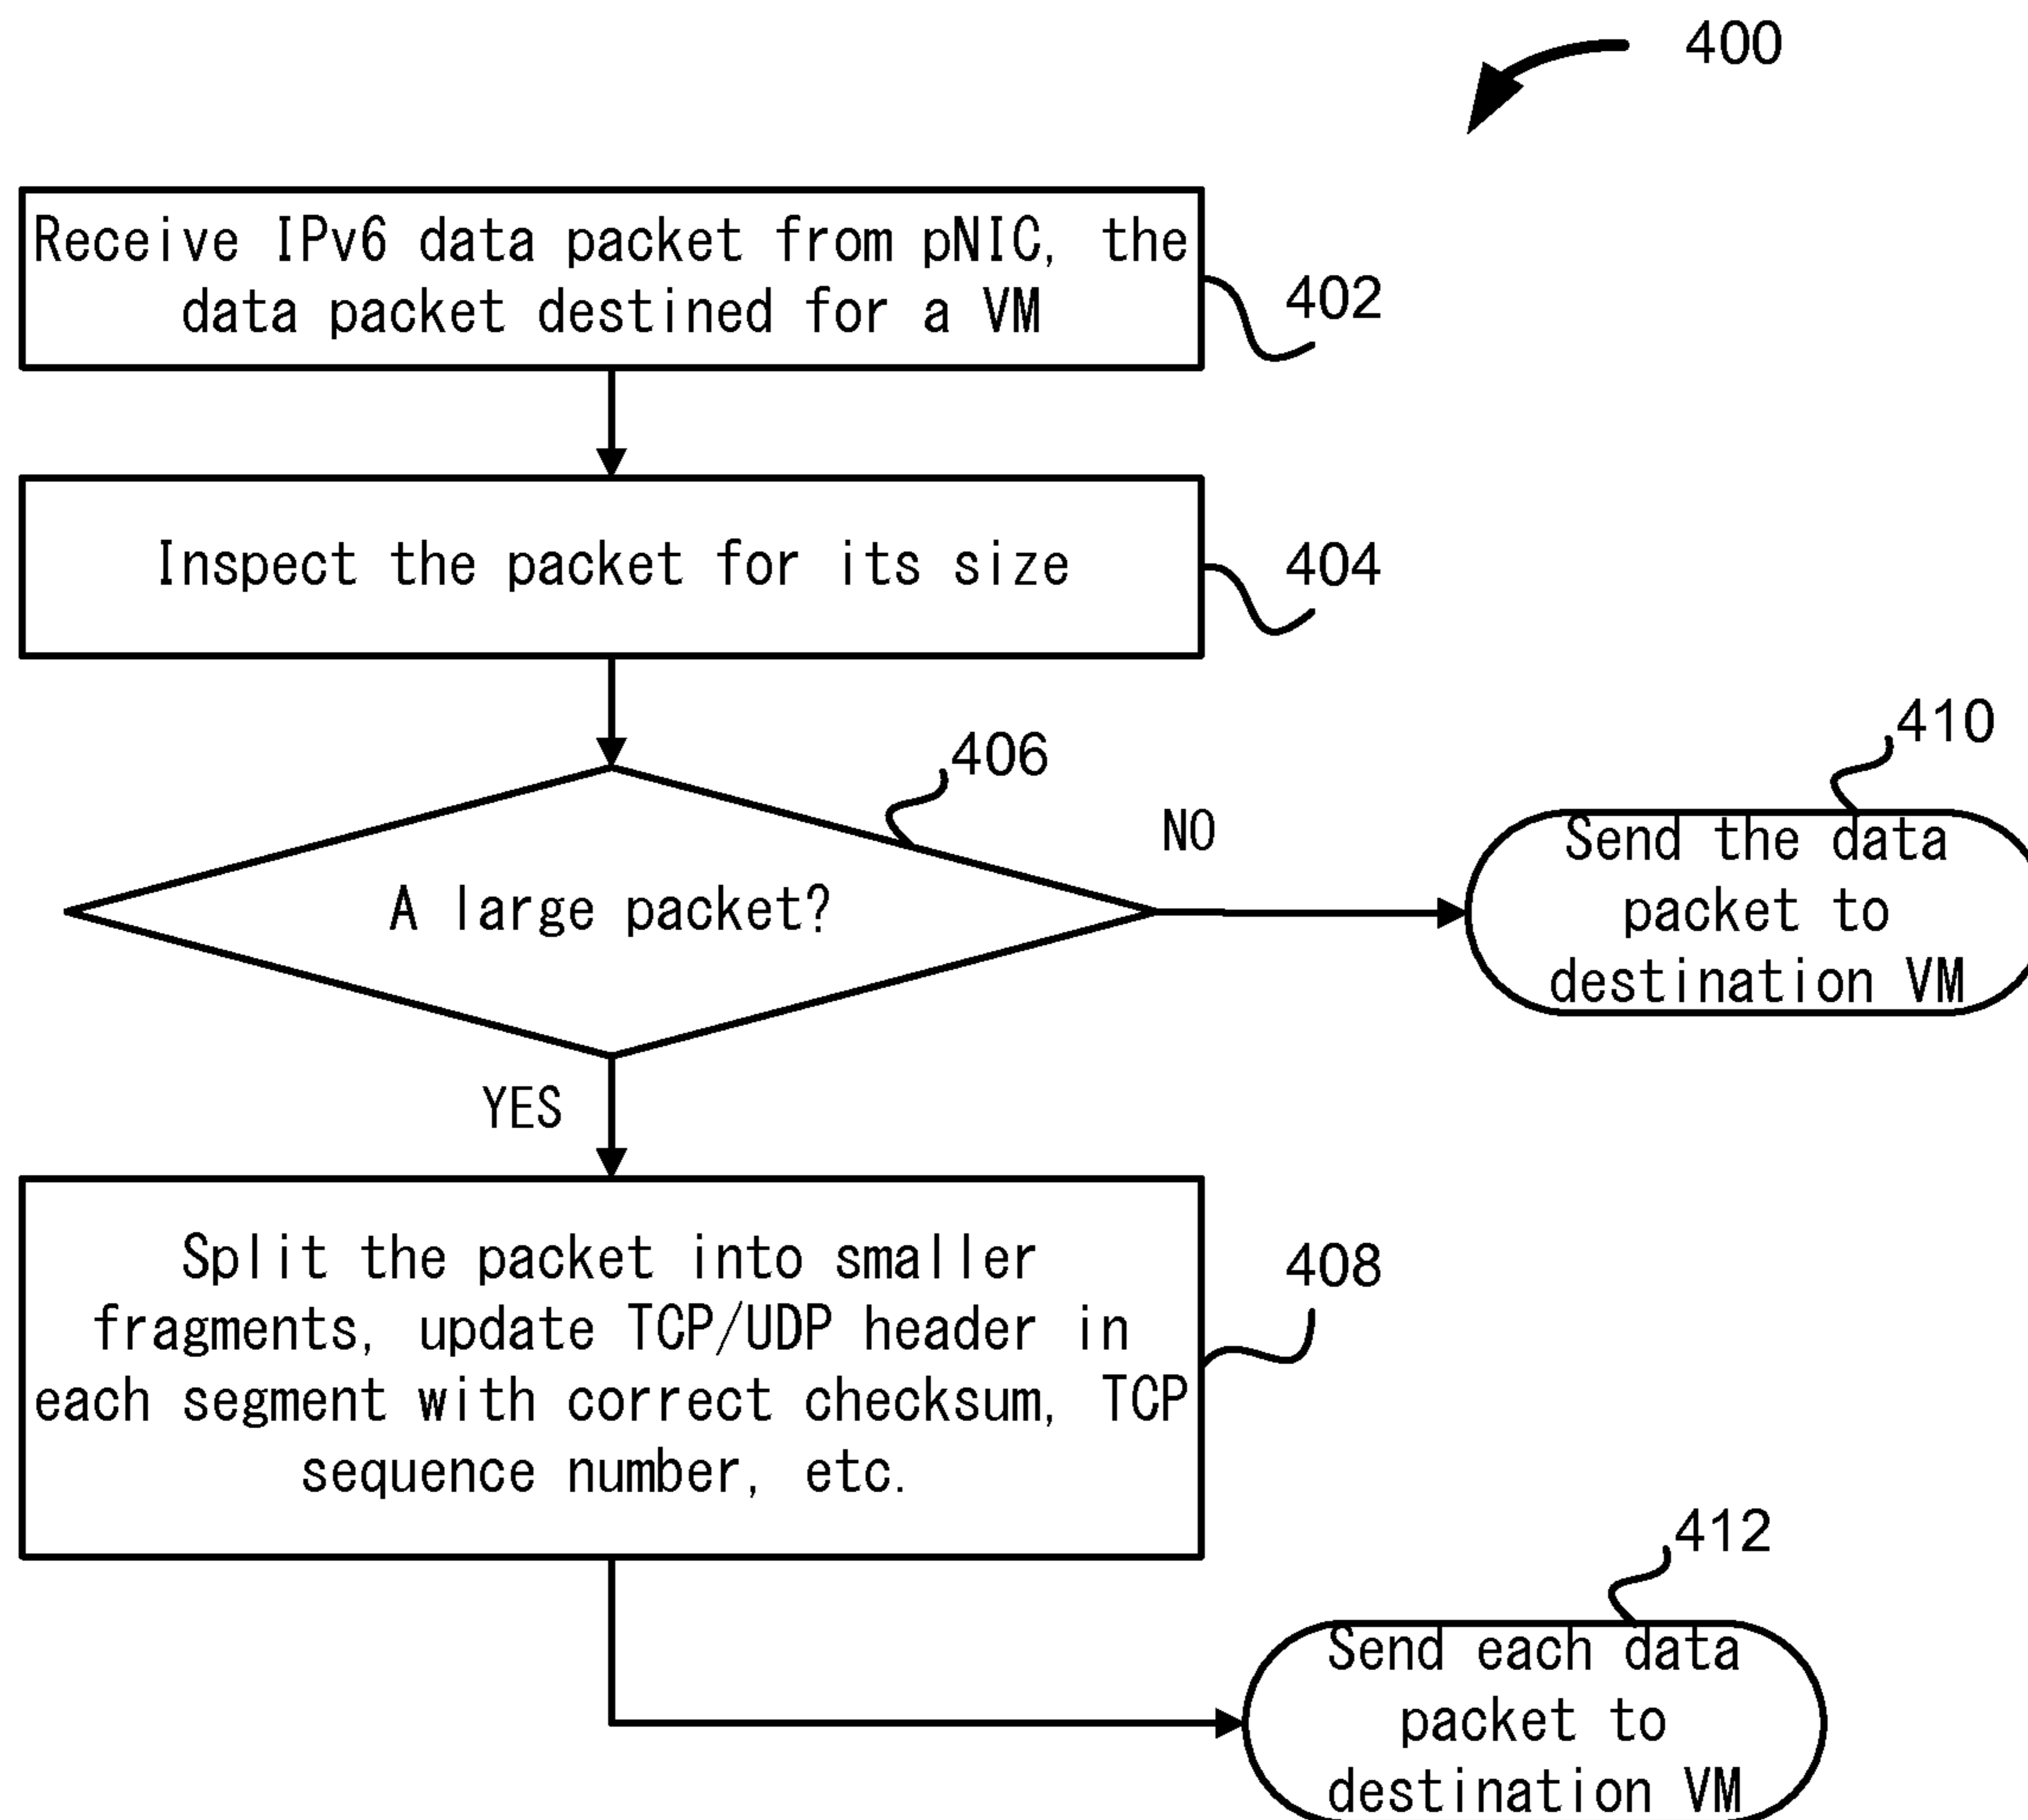 400
Receive IPv6 data packet from pNIC, the
data packet destined for a VM
402
Inspect the packet for its size
404
406
A large packet?
NO
410
Send the data
packet to
destination VM
YES
Split the packet into smaller
fragments, update TCP/UDP header in
each segment with correct checksum, TCP
sequence number, etc.
408
412
Send each data
packet to
destination VM